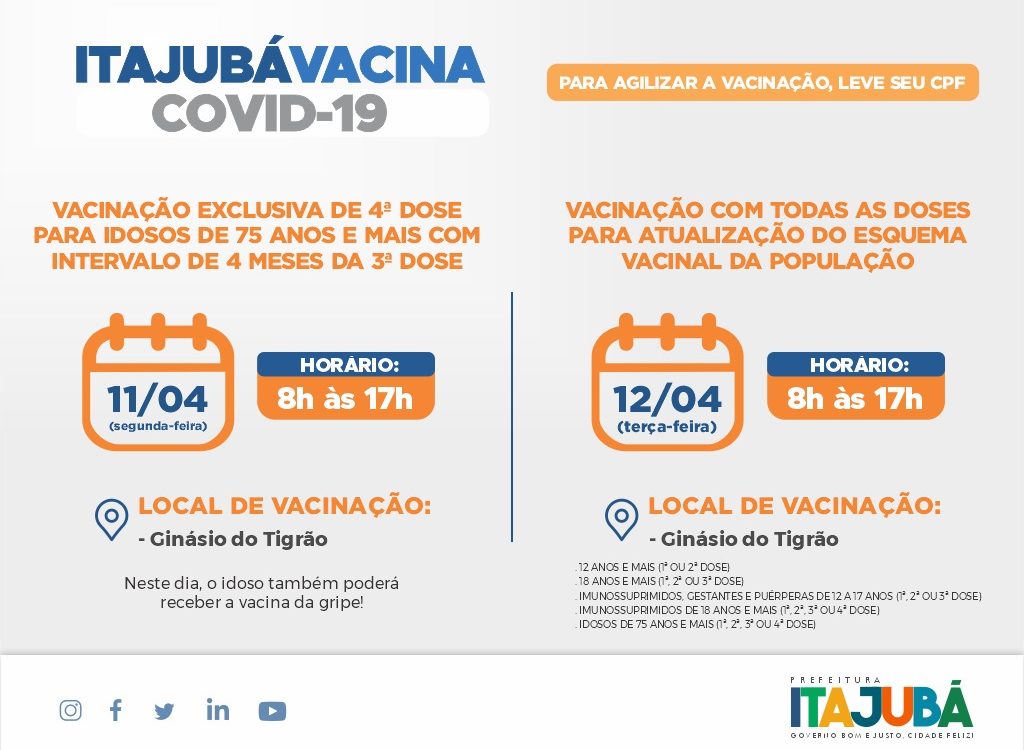 ITAJUBÁVACINA
COVID-19
PARA AGILIZAR A VACINAÇÃO, LEVE SEU CPF
VACINAÇÃO EXCLUSIVA DE 4ª DOSE
PARA IDOSOS DE 75 ANOS E MAIS COM
INTERVALO DE 4 MESES DA 3ª DOSE
11/04
(segunda-feira)
HORÁRIO:
8h às 17h
LOCAL DE VACINAÇÃO:
- Ginásio do Tigrão
Neste dia, o idoso também poderá
receber a vacina da gripe!
VACINAÇÃO COM TODAS AS DOSES
PARA ATUALIZAÇÃO DO ESQUEMA
VACINAL DA POPULAÇÃO
12/04
(terça-feira)
HORÁRIO:
8h às 17h
LOCAL DE VACINAÇÃO:
- Ginásio do Tigrão
. 12 ANOS E MAIS (1ª OU 2ª DOSE)
. 18 ANOS E MAIS (1ª, 2ª OU 3ª DOSE)
. IMUNOSSUPRIMIDOS, GESTANTES E PUÉRPERAS DE 12 A 17 ANOS (1ª, 2ª OU 3ª DOSE)
. IMUNOSSUPRIMIDOS DE 18 ANOS E MAIS (1ª, 2ª, 3ª OU 4ª DOSE)
. IDOSOS DE 75 ANOS E MAIS (1ª, 2ª, 3ª OU 4ª DOSE)
PREFEITURA
ITAJUBÁ
GOVERNO BOM E JUSTO, CIDADE FELIZ!